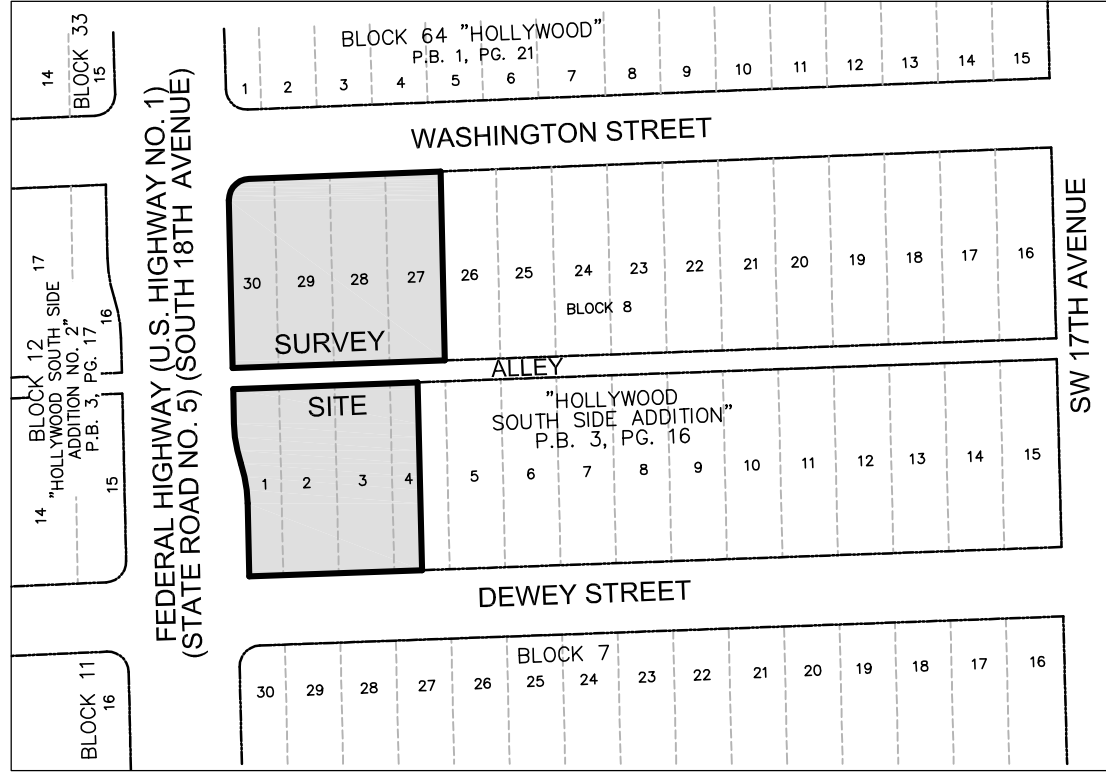 14
BLOCK 33
15
BLOCK 64 "HOLLYWOOD"
P.B. 1, PG. 21
1 2 3 4 5 6 7 8 9 10 11 12 13 14 15
WASHINGTON STREET
FEDERAL HIGHWAY (U.S. HIGHWAY NO. 1)
(STATE ROAD NO. 5) (SOUTH 18TH AVENUE)
SW 17TH AVENUE
17
16
BLOCK 12
"HOLLYWOOD SOUTH SIDE
ADDITION NO. 2"
P.B. 3, PG. 17
14
15
30 29 28 27 26 25 24 23 22 21 20 19 18 17 16
BLOCK 8
SURVEY
ALLEY
SITE
"HOLLYWOOD
SOUTH SIDE ADDITION"
P.B. 3, PG. 16
1 2 3 4 5 6 7 8 9 10 11 12 13 14 15
DEWEY STREET
BLOCK 11
16
BLOCK 7
30 29 28 27 26 25 24 23 22 21 20 19 18 17 16